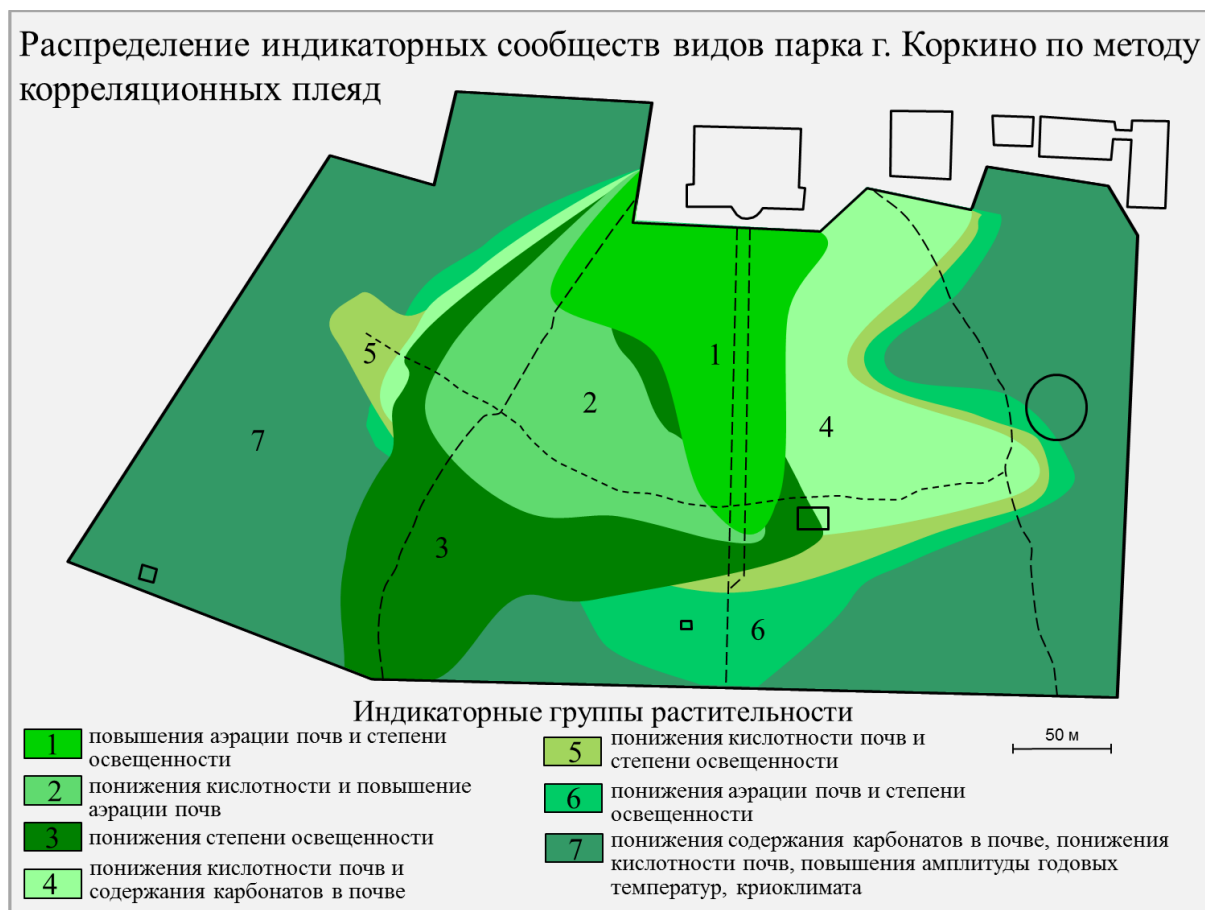 Распределение индикаторных сообществ видов парка г. Коркино по методу
корреляционных плеяд
1
2
3
4
5
6
7
Индикаторные группы растительности
1 повышения аэрации почв и степени
освещенности
2 понижения кислотности и повышение
аэрации почв
3 понижения степени освещенности
4 понижения кислотности почв и
содержания карбонатов в почве
5 понижения кислотности почв и
степени освещенности
6 понижения аэрации почв и степени
освещенности
7 понижения содержания карбонатов в почве, понижения
кислотности почв, повышения амплитуды годовых
температур, криоклимата
50 м